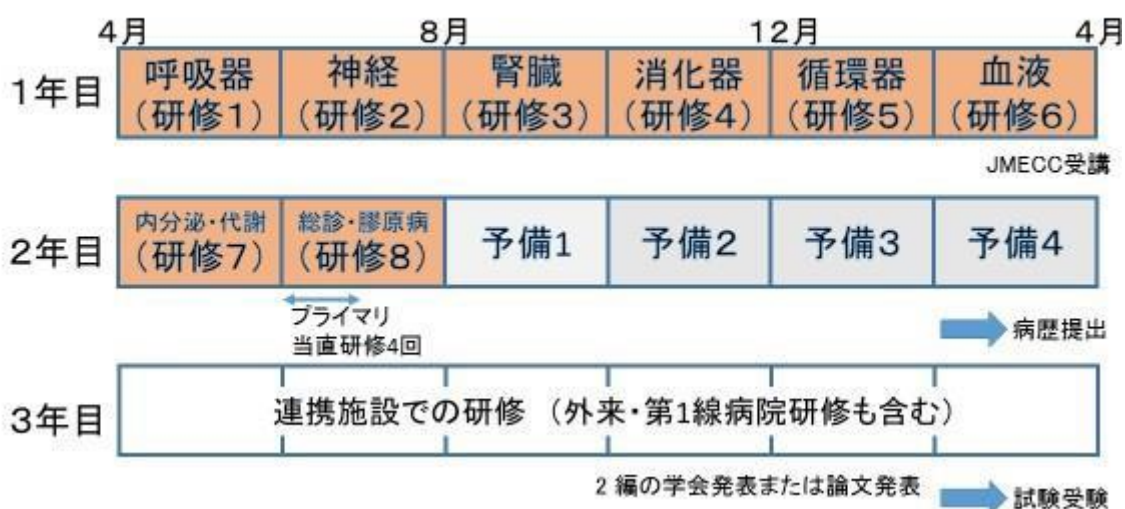 4月 8月 12月 4月
1年目 呼吸器 神経 腎臓 消化器 循環器 血液
(研修1) (研修2) (研修3) (研修4) (研修5) (研修6)
JMECC受講
2年目 内分泌・代謝 総診・膠原病 予備1 予備2 予備3 予備4
(研修7) (研修8)
プライマリ
当直研修4回
病歴提出
3年目 連携施設での研修 (外来・第1線病院研修も含む)
2編の学会発表または論文発表 試験受験